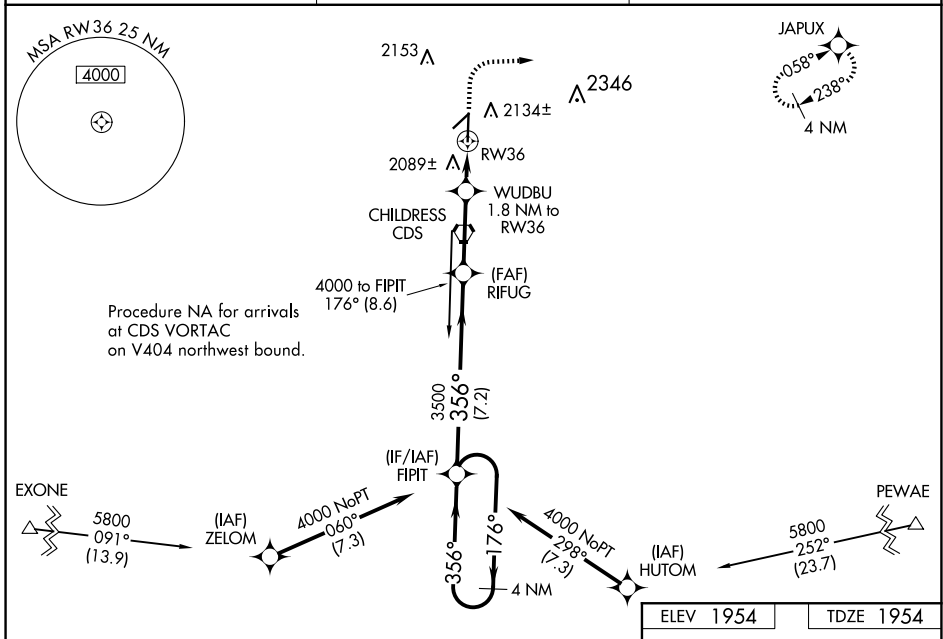 MSA RW36 25 NM
4000
2153
2346
2134±
JAPUX
058°
238°
4 NM
RW36
2089±
WUDBU
1.8 NM to
RW36
CHILDRESS
CDS
(FAF)
RIFUG
4000 to FIPIT
176° (8.6)
Procedure NA for arrivals
at CDS VORTAC
on V404 northwest bound.
3500
356°
(7.2)
(IF/IAF)
FIPIT
EXONE
5800
091°
(13.9)
(IAF)
ZELOM
4000 NoPT
060°
(7.3)
356°
176°
4 NM
4000 NoPT
298°
(7.3)
(IAF)
HUTOM
PEWAE
5800
252°
(23.7)
ELEV 1954
TDZE 1954